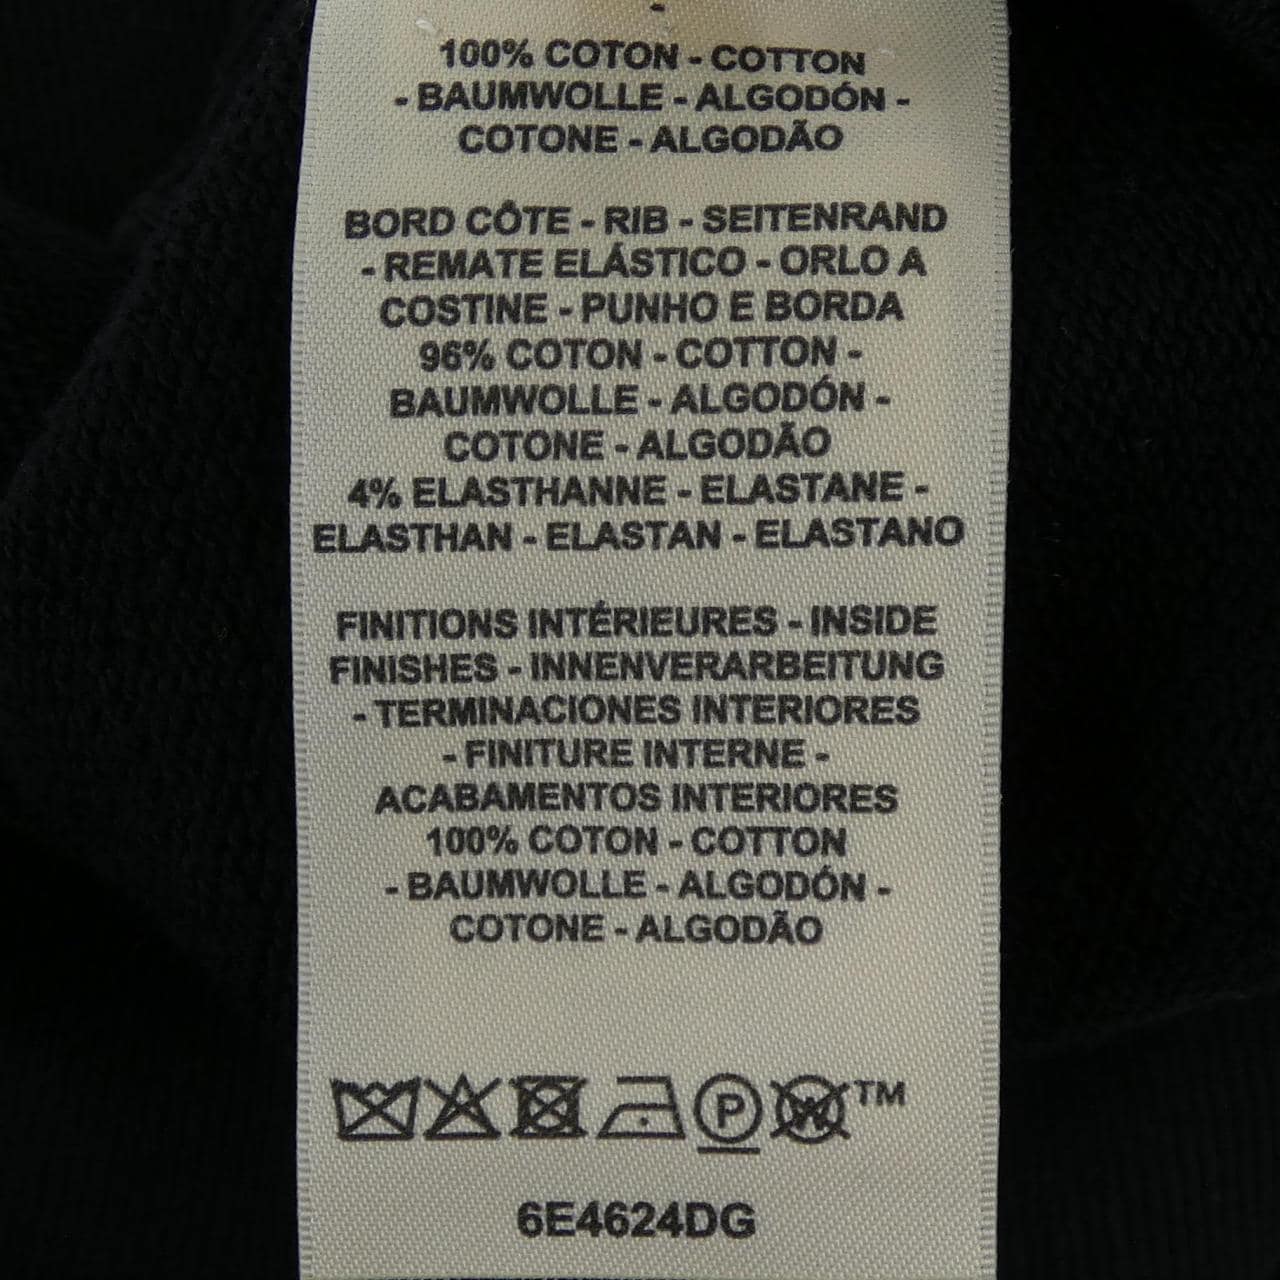 100% COTON - COTTON
- BAUMWOLLE - ALGODÓN -
COTONE - ALGODÃO
BORD CÔTE - RIB - SEITENRAND
- REMATE ELÁSTICO - ORLO A
COSTINE - PUNHO E BORDA
96% COTON - COTTON -
BAUMWOLLE - ALGODÓN -
COTONE - ALGODÃO
4% ELASTHANNE - ELASTANE -
ELASTHAN - ELASTAN - ELASTANO
FINITIONS INTÉRIEURES - INSIDE
FINISHES - INNENVERARBEITUNG
- TERMINACIONES INTERIORES
- FINITURE INTERNE -
ACABAMENTOS INTERIORES
100% COTON - COTTON
- BAUMWOLLE - ALGODÓN -
COTONE - ALGODÃO
P W TM
6E4624DG